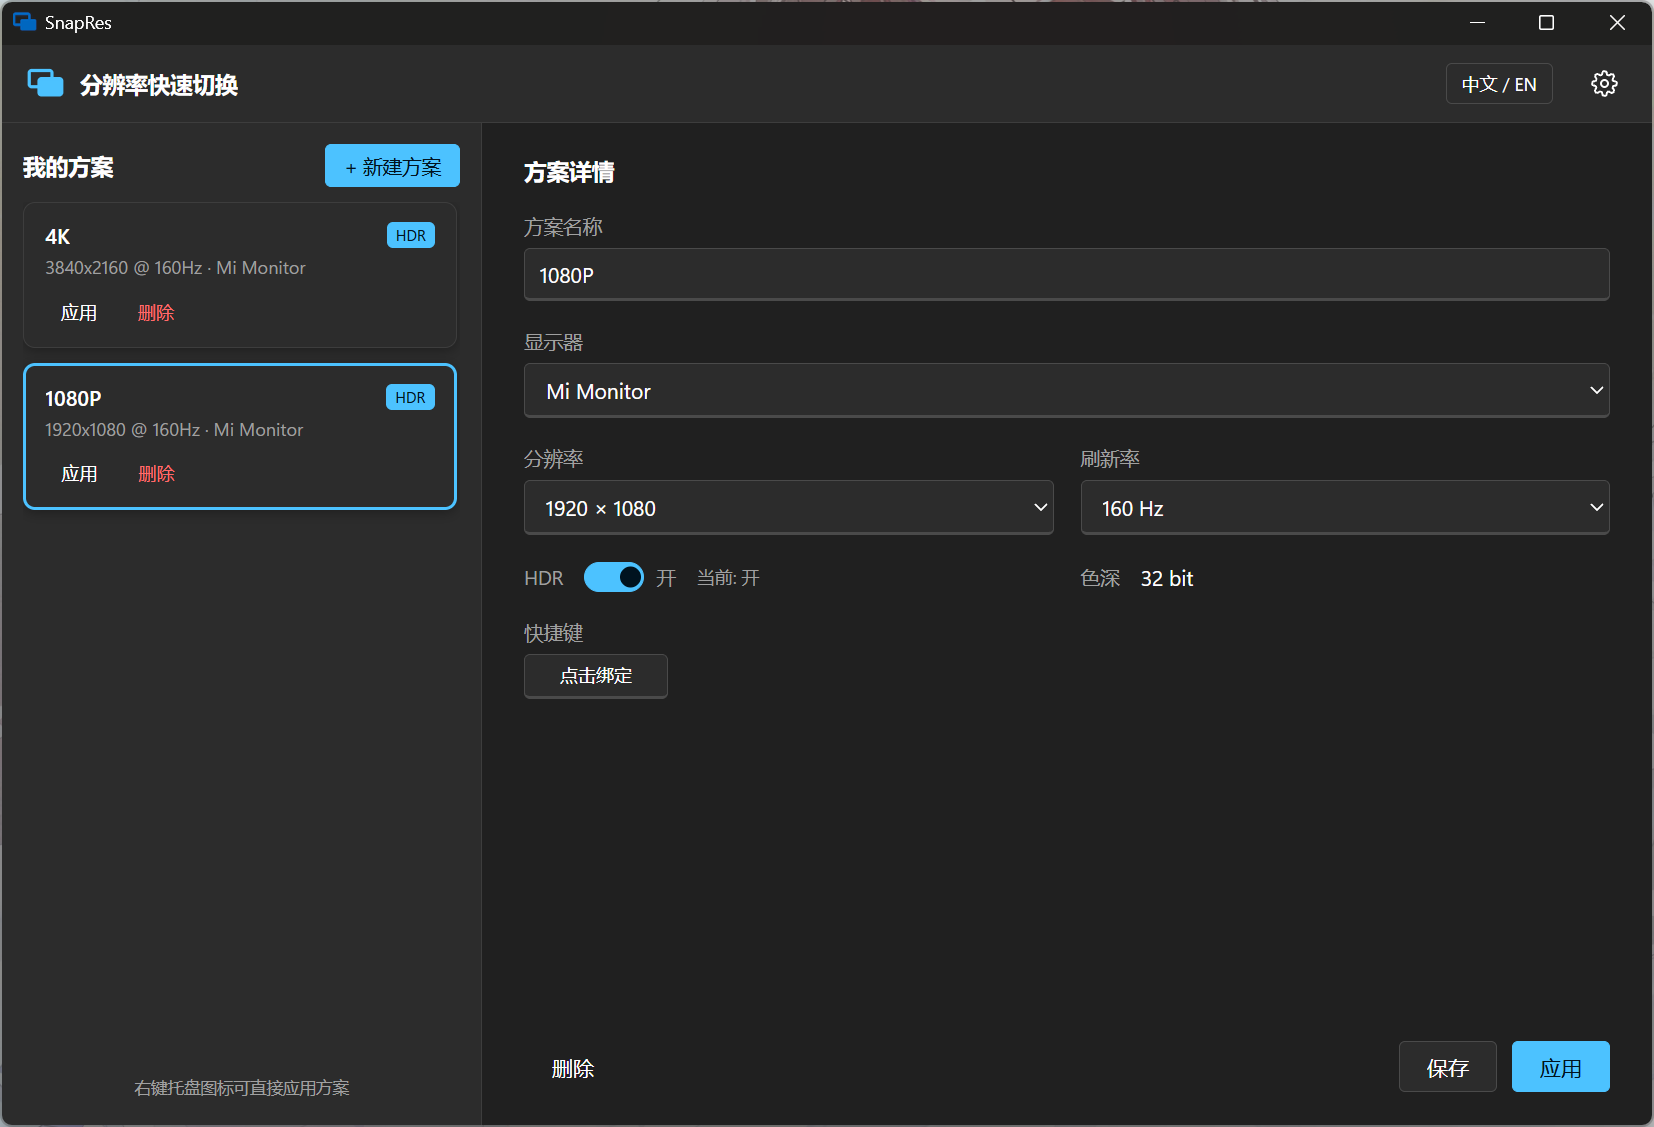 SnapRes
分辨率快速切换
中文 / EN
我的方案
+ 新建方案
4K
HDR
3840x2160 @ 160Hz · Mi Monitor
应用
删除
1080P
HDR
1920x1080 @ 160Hz · Mi Monitor
应用
删除
右键托盘图标可直接应用方案
方案详情
方案名称
1080P
显示器
Mi Monitor
分辨率
刷新率
1920 × 1080
160 Hz
HDR
开
当前: 开
色深
32 bit
快捷键
点击绑定
删除
保存
应用